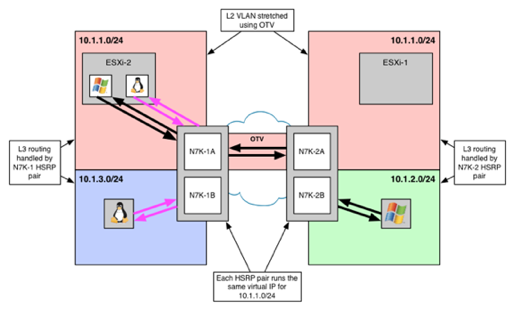 L2 VLAN stretched
using OTV
10.1.1.0/24
ESXi-2
10.1.1.0/24
ESXi-1
L3 routing
handled by
N7K-1 HSRP
pair
OTV
N7K-1A
N7K-2A
L3 routing
handled by
N7K-2 HSRP
pair
10.1.3.0/24
N7K-1B
N7K-2B
10.1.2.0/24
Each HSRP pair runs the
same virtual IP for
10.1.1.0/24